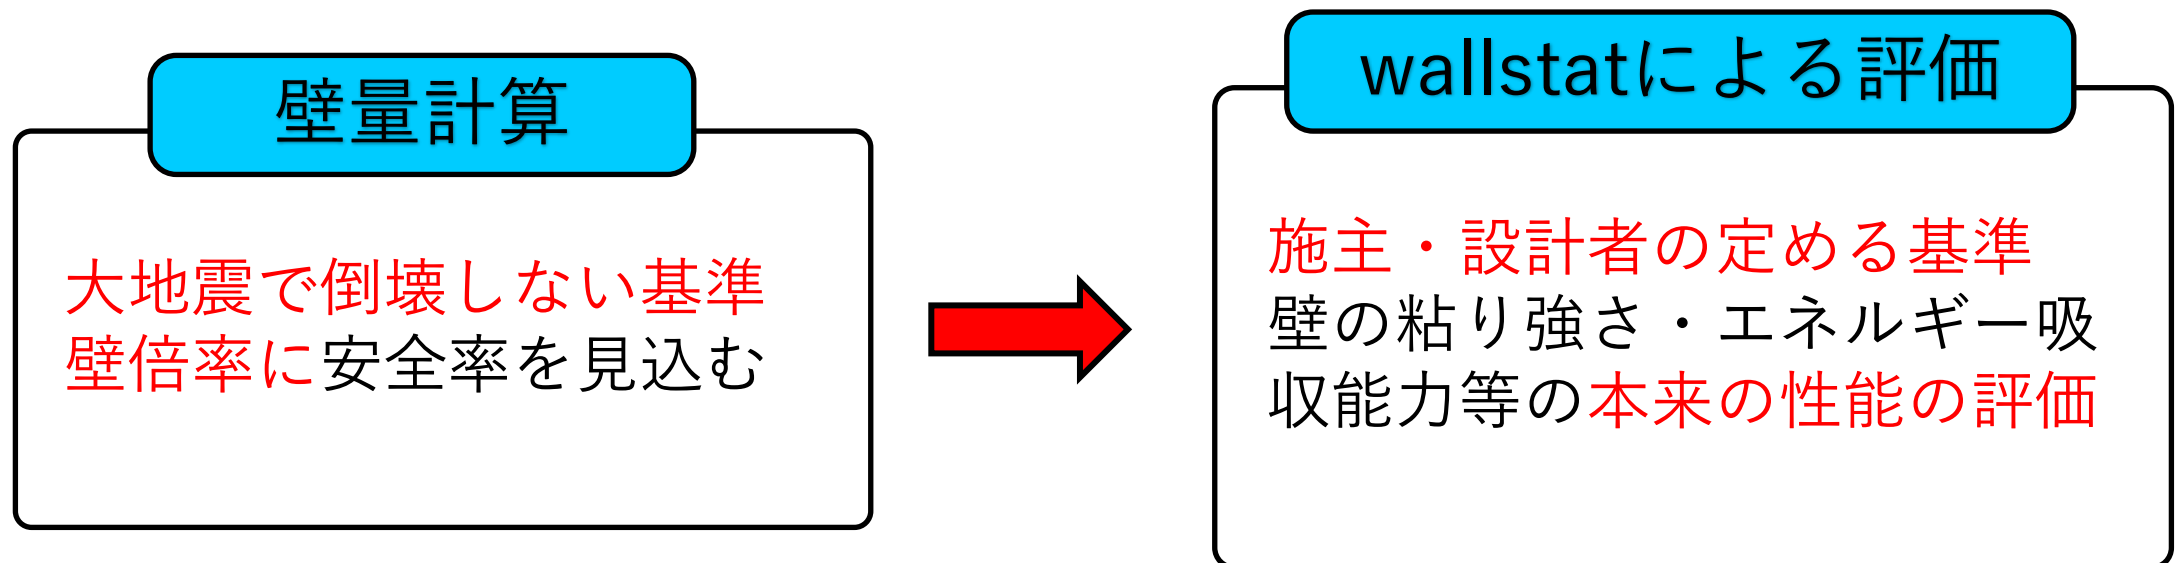 壁量計算
大地震で倒壊しない基準
壁倍率に安全率を見込む
wallstatによる評価
施主・設計者の定める基準
壁の粘り強さ・エネルギー吸
収能力等の本来の性能の評価